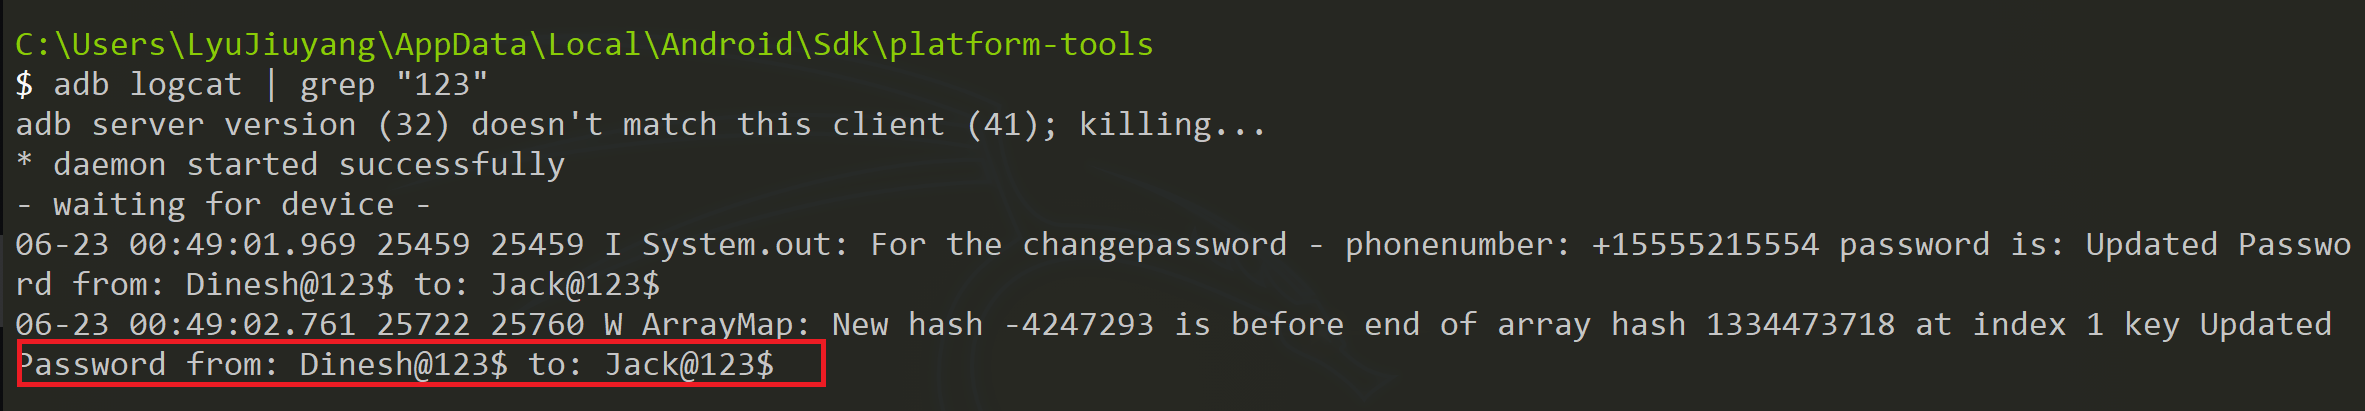 C:\Users\LyuJiuyang\AppData\Local\Android\Sdk\platform-tools
$ adb logcat | grep "123"
adb server version (32) doesn't match this client (41); killing...
* daemon started successfully
- waiting for device -
06-23 00:49:01.969 25459 25459 I System.out: For the changepassword - phonenumber: +15555215554 password is: Updated Passwo
rd from: Dinesh@123$ to: Jack@123$
06-23 00:49:02.761 25722 25760 W ArrayMap: New hash -4247293 is before end of array hash 1334473718 at index 1 key Updated
Password from: Dinesh@123$ to: Jack@123$